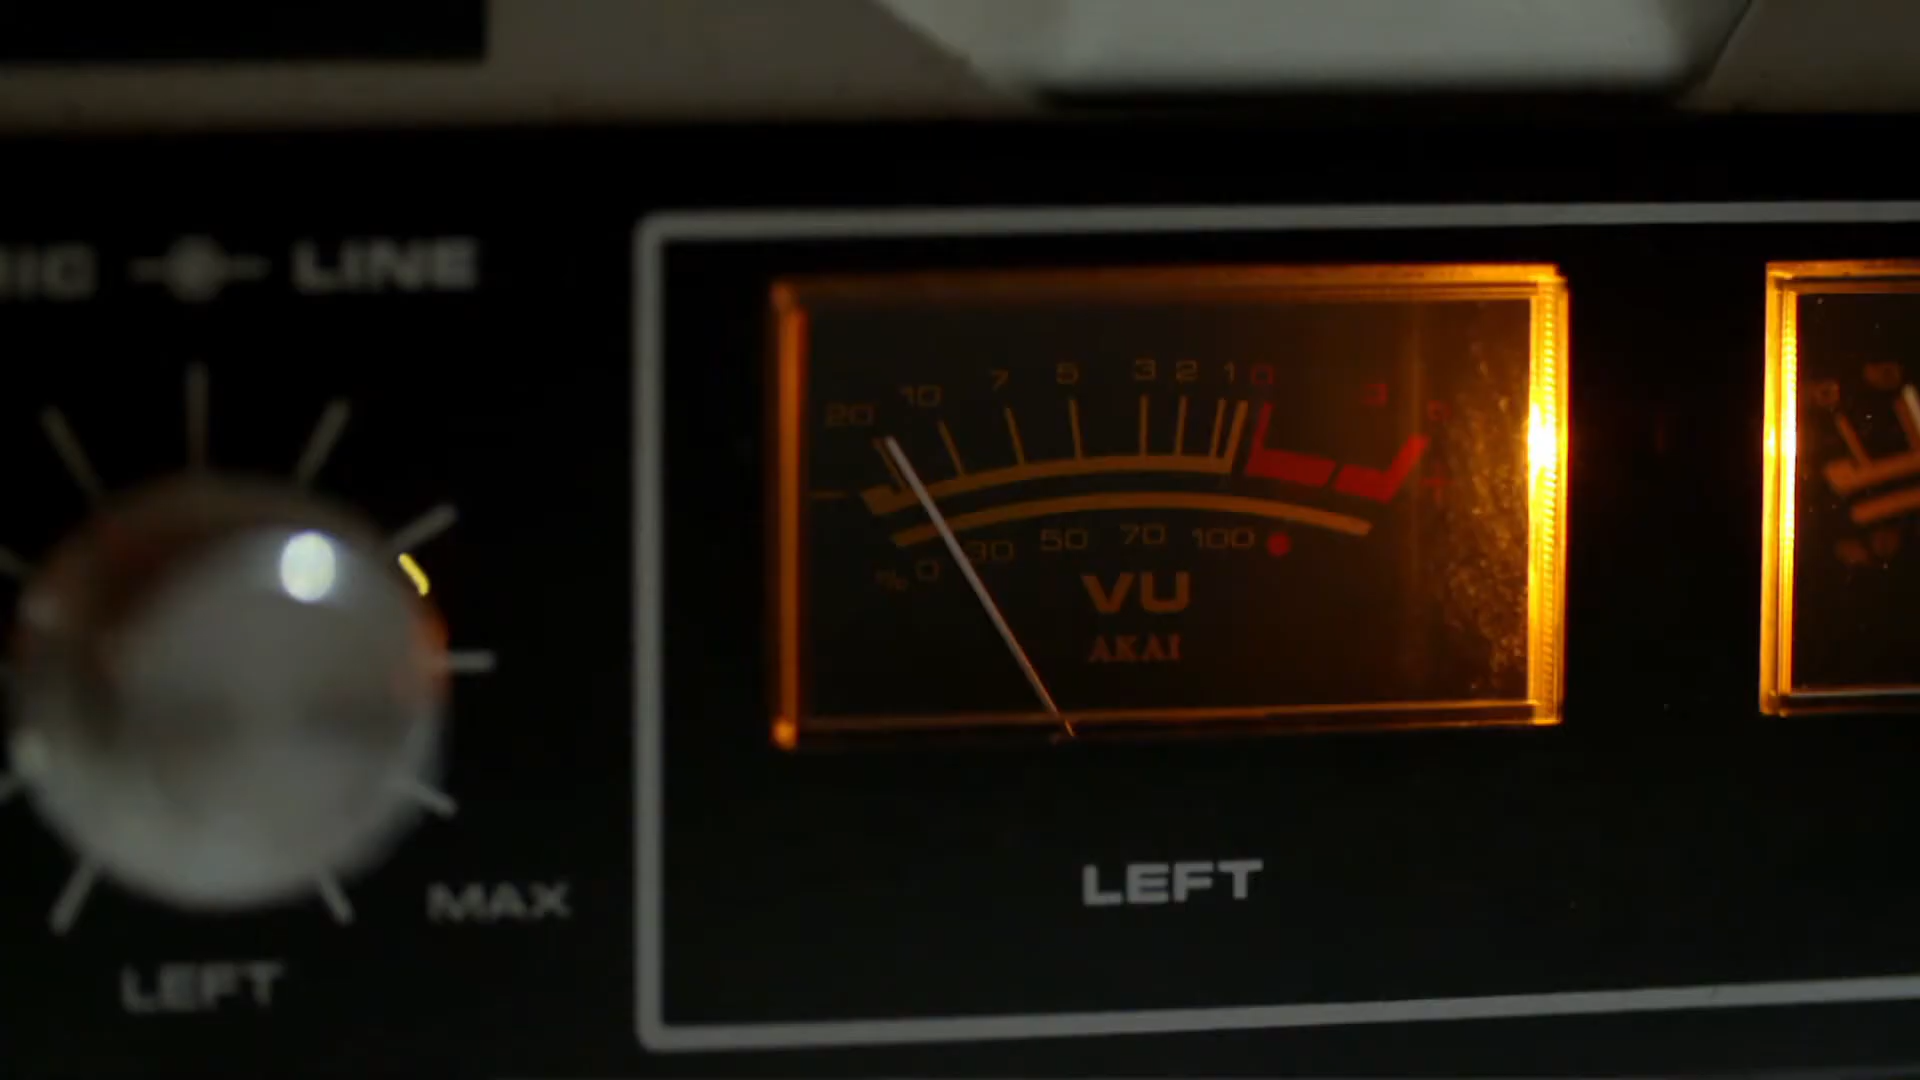 LINE
20 10 7 5 3 2 1 0 3
% 0 30 50 70 100
VU
AKAI
LEFT
MAX
LEFT